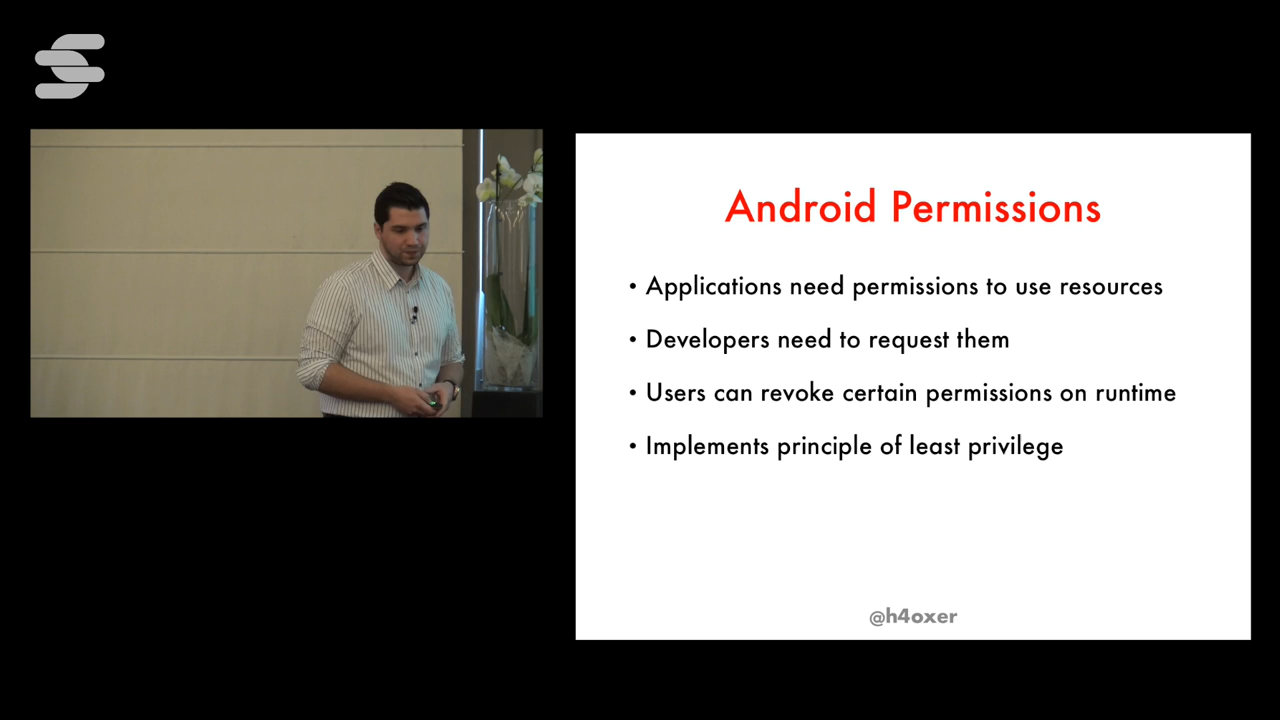 Android Permissions
• Applications need permissions to use resources
• Developers need to request them
• Users can revoke certain permissions on runtime
• Implements principle of least privilege
@h4oxer